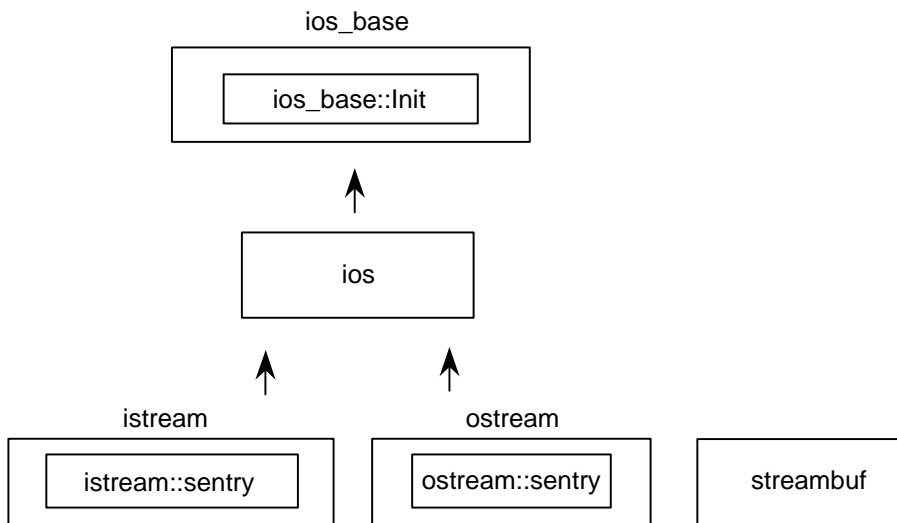 ios_base
ios_base::Init
ios
istream
ostream
istream::sentry
ostream::sentry
streambuf